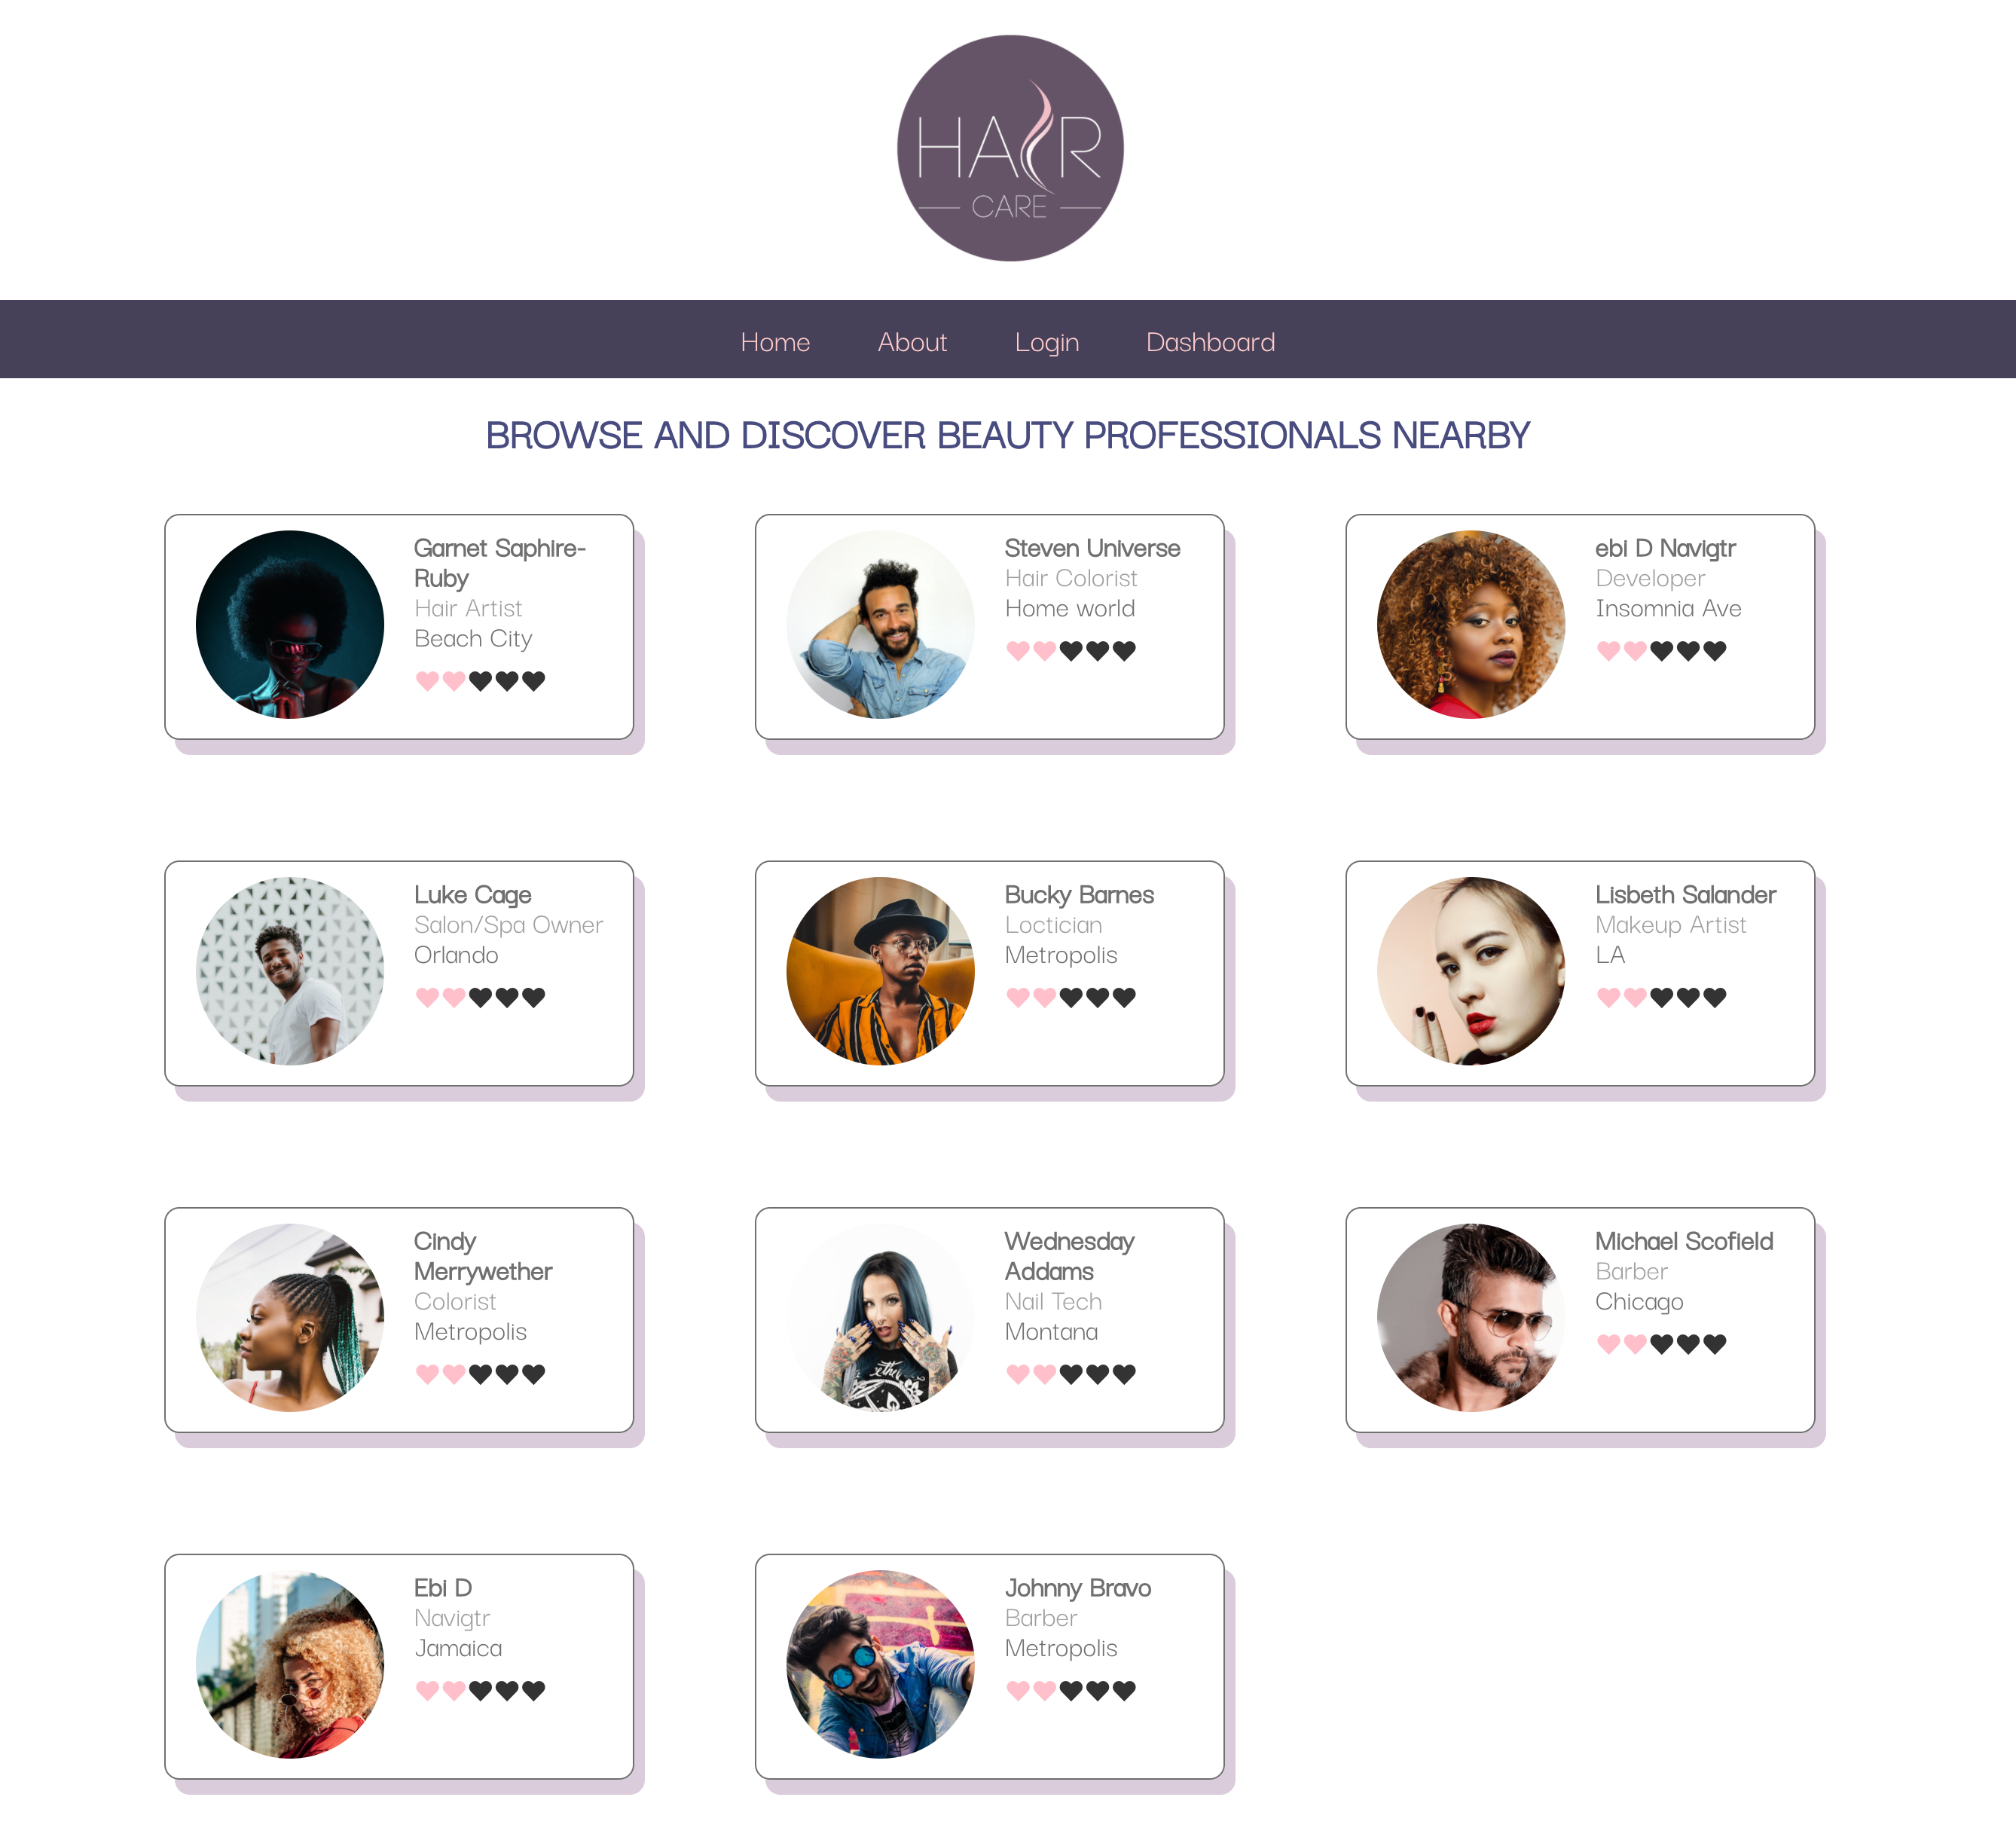 HAIR
CARE
Home About Login Dashboard
BROWSE AND DISCOVER BEAUTY PROFESSIONALS NEARBY
Garnet Saphire-
Ruby
Hair Artist
Beach City
Steven Universe
Hair Colorist
Home world
ebi D Navigtr
Developer
Insomnia Ave
Luke Cage
Salon/Spa Owner
Orlando
Bucky Barnes
Loctician
Metropolis
Lisbeth Salander
Makeup Artist
LA
Cindy
Merrywether
Colorist
Metropolis
Wednesday
Addams
Nail Tech
Montana
Michael Scofield
Barber
Chicago
Ebi D
Navigtr
Jamaica
Johnny Bravo
Barber
Metropolis